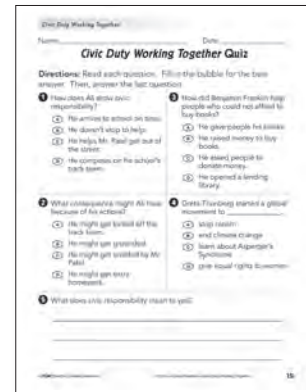 Civic Duty Working Together
Name Date
Civic Duty Working Together Quiz
Directions: Read each question. Fill in the bubble for the best
answer. Then, answer the last question.
1 How does Ali show civic
responsibility?
A He arrives to school on time.
B He doesn't stop to help.
C He helps Mr. Patel get out of
the street.
D He competes on his school's
track team.
2 What consequence might Ali face
because of his actions?
A He might get kicked off the
track team.
B He might get grounded.
C He might get scolded by Mr.
Patel.
D He might get extra
homework.
3 How did Benjamin Franklin help
people who could not afford to
buy books?
A He gave people his books.
B He raised money to buy
books.
C He asked people to
donate money.
D He opened a lending
library.
4 Greta Thunberg started a global
movement to
A stop racism
B end climate change
C learn about Asperger's
Syndrome
D give equal rights to women
5 What does civic responsibility mean to you?
15